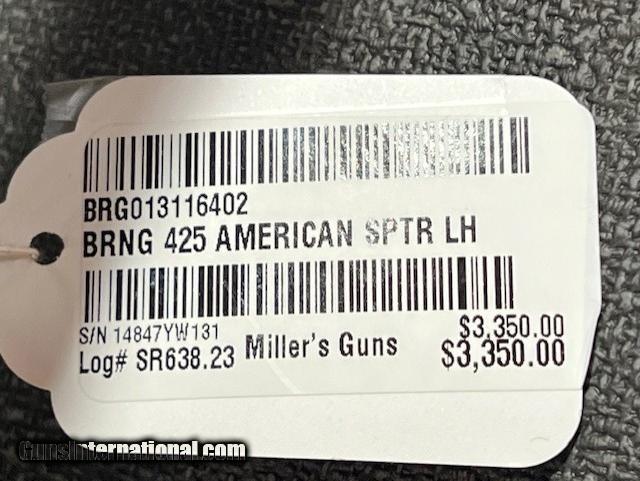 BRG013116402
BRNG 425 AMERICAN SPTR LH
S/N 14847YW131
$3,350.00
Log# SR638.23 Miller's Guns $3,350.00
GunsInternational.com